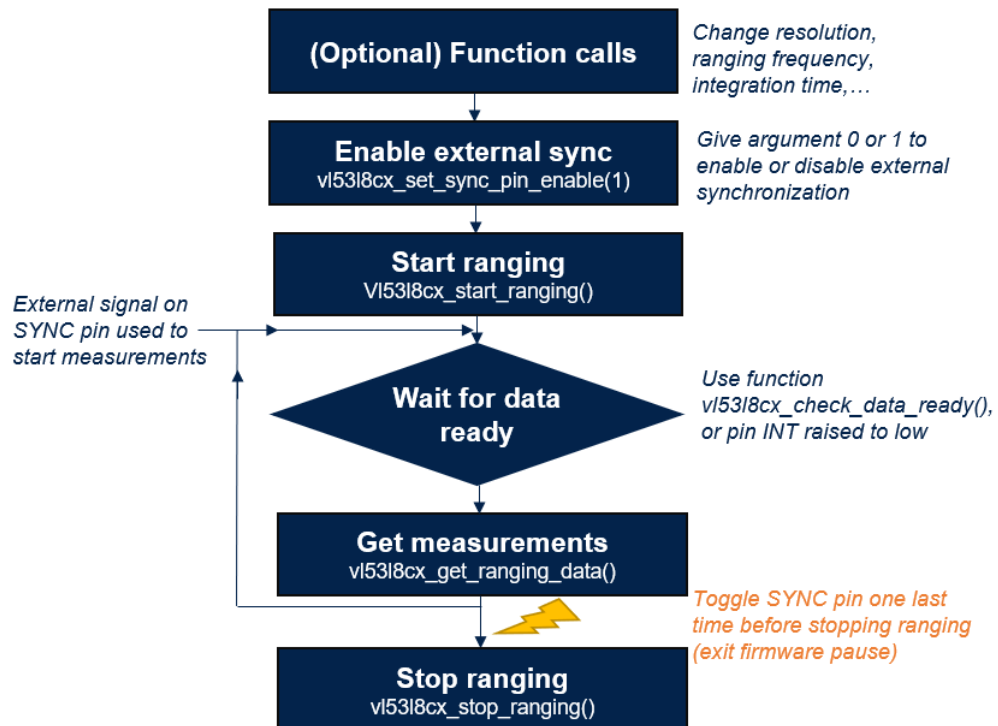 (Optional) Function calls
Change resolution,
ranging frequency,
integration time,…
Enable external sync
vl53l8cx_set_sync_pin_enable(1)
Give argument 0 or 1 to
enable or disable external
synchronization
Start ranging
Vl53l8cx_start_ranging()
External signal on
SYNC pin used to
start measurements
Wait for data
ready
Use function
vl53l8cx_check_data_ready(),
or pin INT raised to low
Get measurements
vl53l8cx_get_ranging_data()
Toggle SYNC pin one last
time before stopping ranging
(exit firmware pause)
Stop ranging
vl53l8cx_stop_ranging()